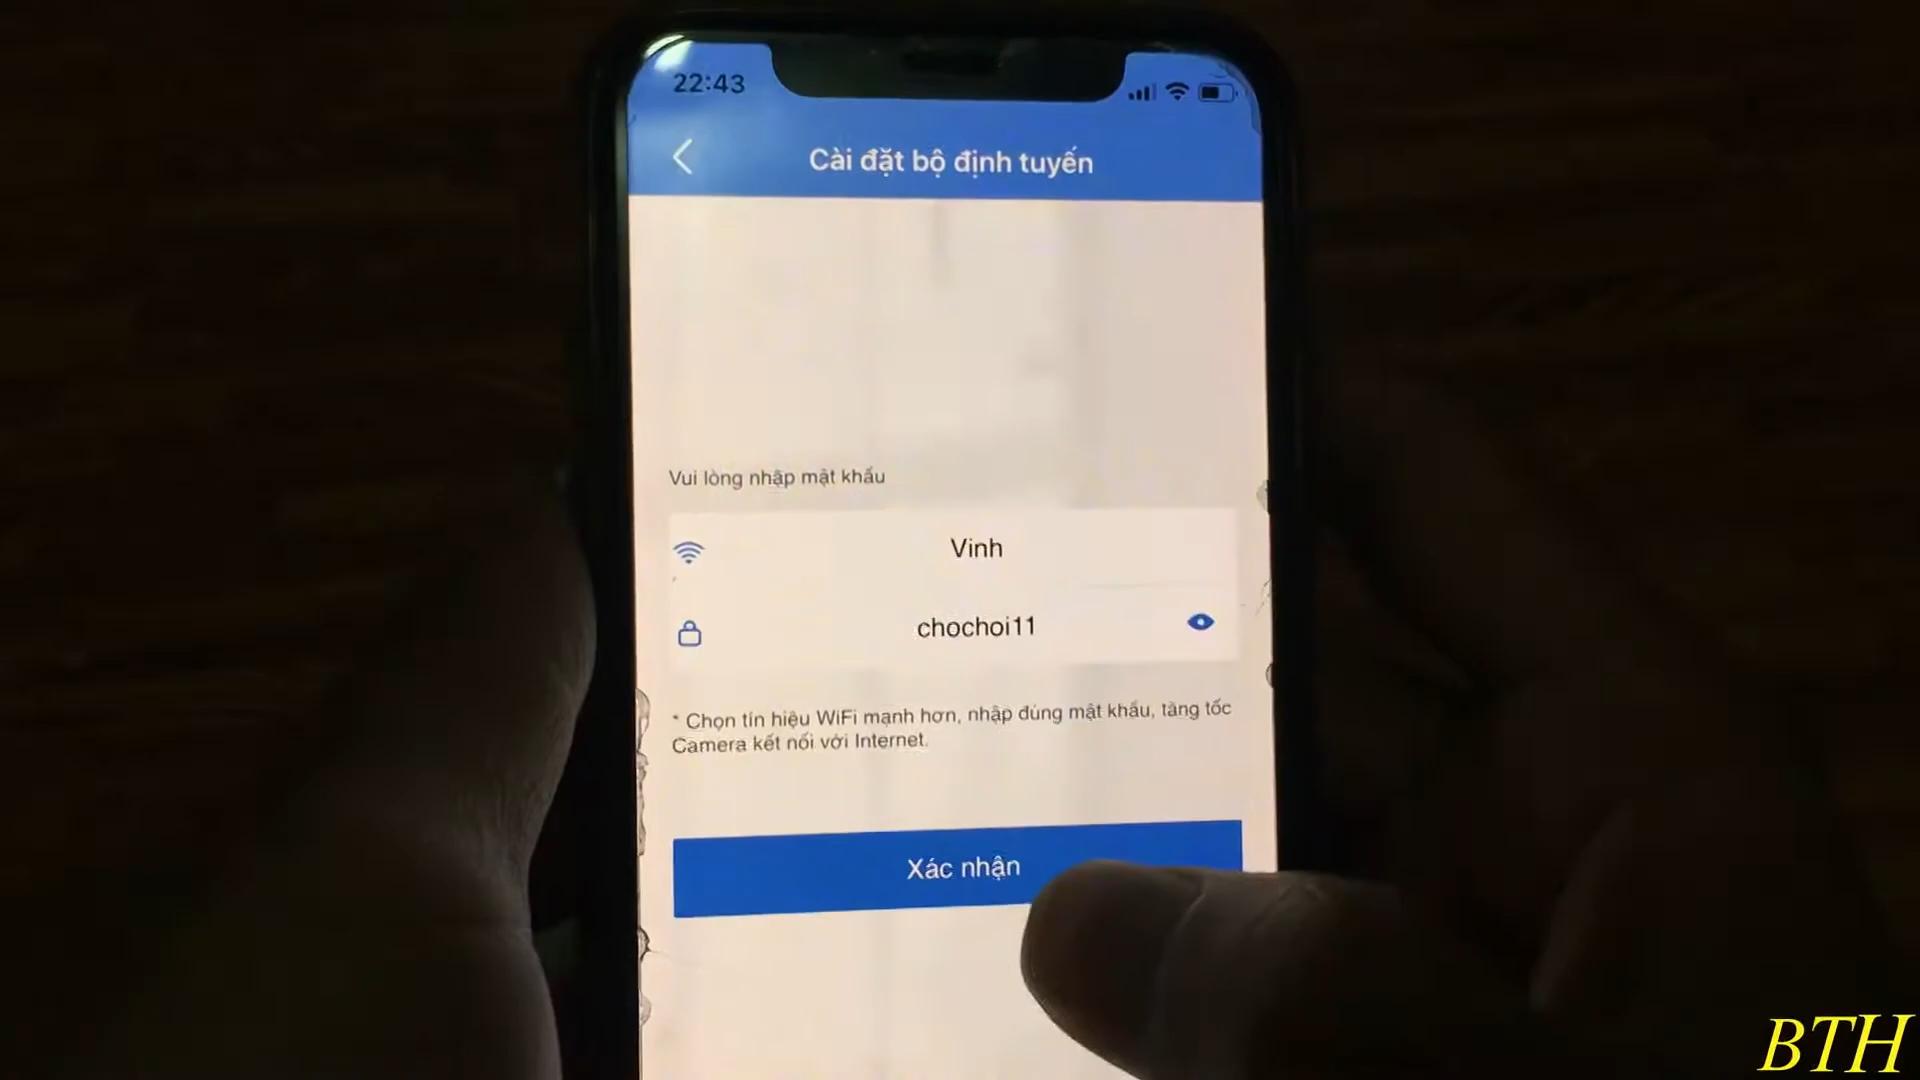 22:43
Cài đặt bộ định tuyến
Vui lòng nhập mật khẩu
Vinh
chochoi11
* Chọn tín hiệu WiFi mạnh hơn, nhập đúng mật khẩu, tăng tốc
Camera kết nối với Internet.
Xác nhận
BTH